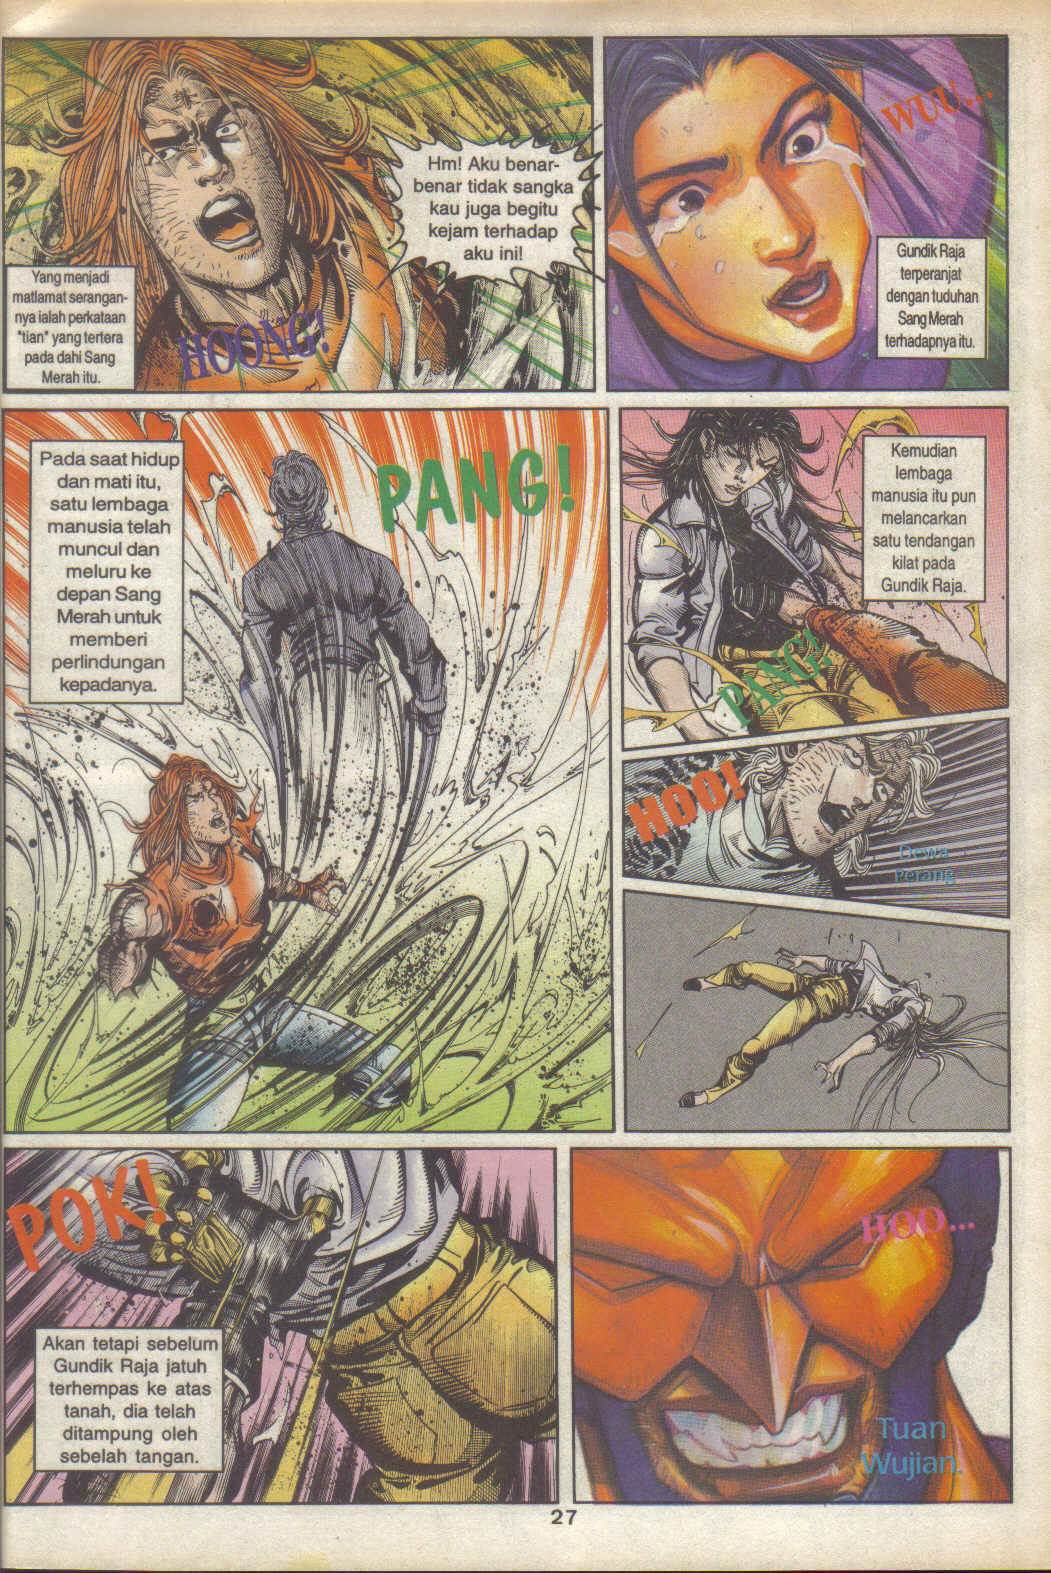 Hm! Aku benar-
benar tidak sangka
kau juga begitu
kejam terhadap
aku ini!
Yang menjadi
matlamat serangan-
nya ialah perkataan
"tian" yang tertera
pada dahi Sang
Merah itu.
HOONG!
WUU...
Gundik Raja
terperanjat
dengan tuduhan
Sang Merah
terhadapnya itu.
Pada saat hidup
dan mati itu,
satu lembaga
manusia telah
muncul dan
meluru ke
depan Sang
Merah untuk
memberi
perlindungan
kepadanya.
PANG!
Kemudian
lembaga
manusia itu pun
melancarkan
satu tendangan
kilat pada
Gundik Raja.
PANG!
HOO!
Dewa
Perang
POK!
Akan tetapi sebelum
Gundik Raja jatuh
terhempas ke atas
tanah, dia telah
ditampung oleh
sebelah tangan.
HOO...
Tuan
Wujian.
27